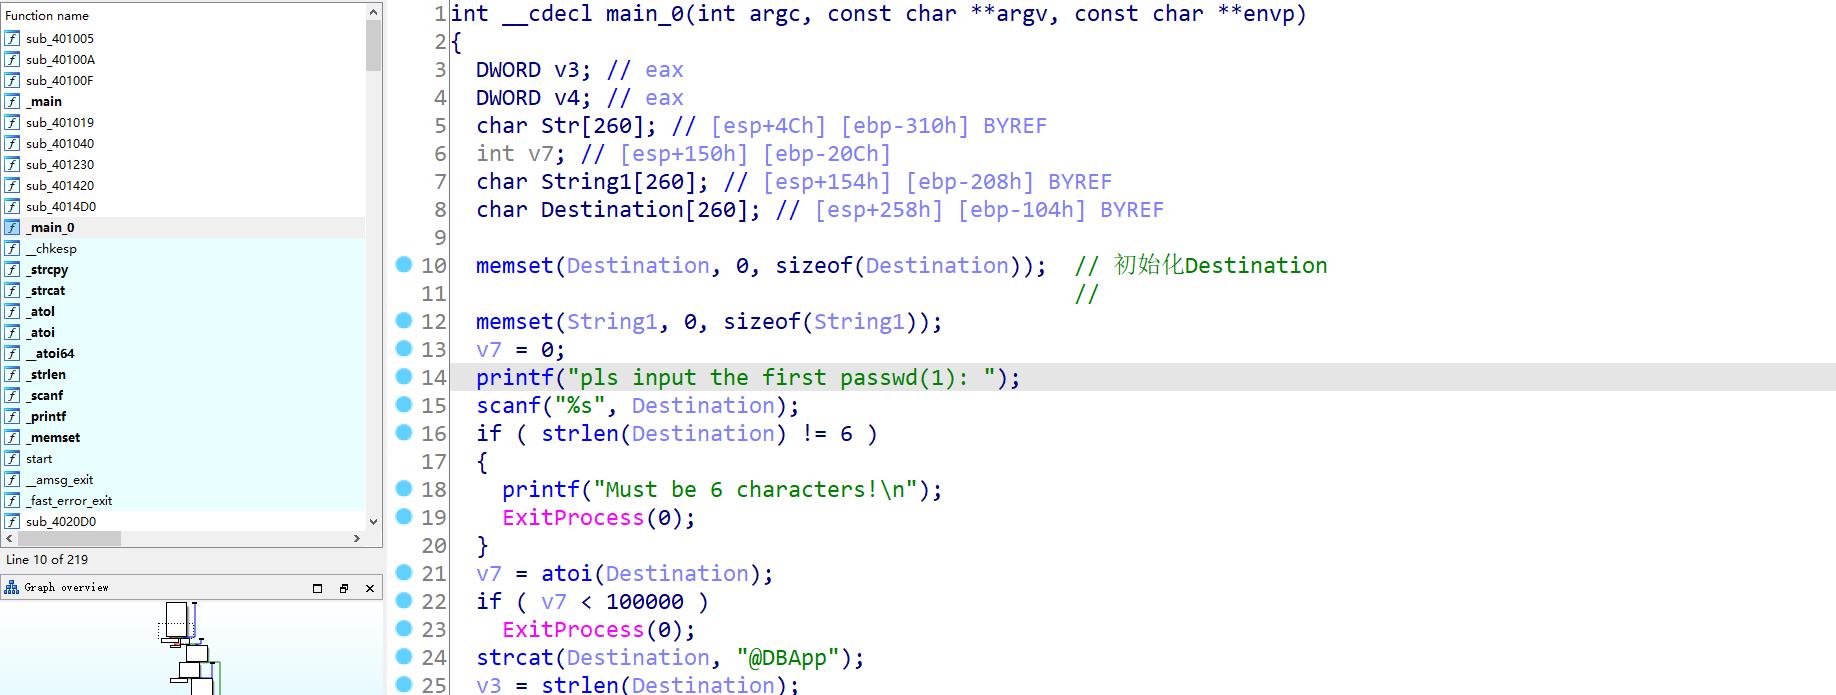 Function name
f sub_401005
f sub_40100A
f sub_40100F
f _main
f sub_401019
f sub_401040
f sub_401230
f sub_401420
f sub_4014D0
f _main_0
f __chkesp
f _strcpy
f _strcat
f _atol
f _atoi
f __atoi64
f _strlen
f _scanf
f _printf
f _memset
f start
f __amsg_exit
f _fast_error_exit
f sub_4020D0
Line 10 of 219
Graph overview
1 int __cdecl main_0(int argc, const char **argv, const char **envp)
2 {
3 DWORD v3; // eax
4 DWORD v4; // eax
5 char Str[260]; // [esp+4Ch] [ebp-310h] BYREF
6 int v7; // [esp+150h] [ebp-20Ch]
7 char String1[260]; // [esp+154h] [ebp-208h] BYREF
8 char Destination[260]; // [esp+258h] [ebp-104h] BYREF
9
10 memset(Destination, 0, sizeof(Destination)); // 初始化Destination
11 //
12 memset(String1, 0, sizeof(String1));
13 v7 = 0;
14 printf("pls input the first passwd(1): ");
15 scanf("%s", Destination);
16 if ( strlen(Destination) != 6 )
17 {
18 printf("Must be 6 characters!\n");
19 ExitProcess(0);
20 }
21 v7 = atoi(Destination);
22 if ( v7 < 100000 )
23 ExitProcess(0);
24 strcat(Destination, "@DBApp");
25 v3 = strlen(Destination);